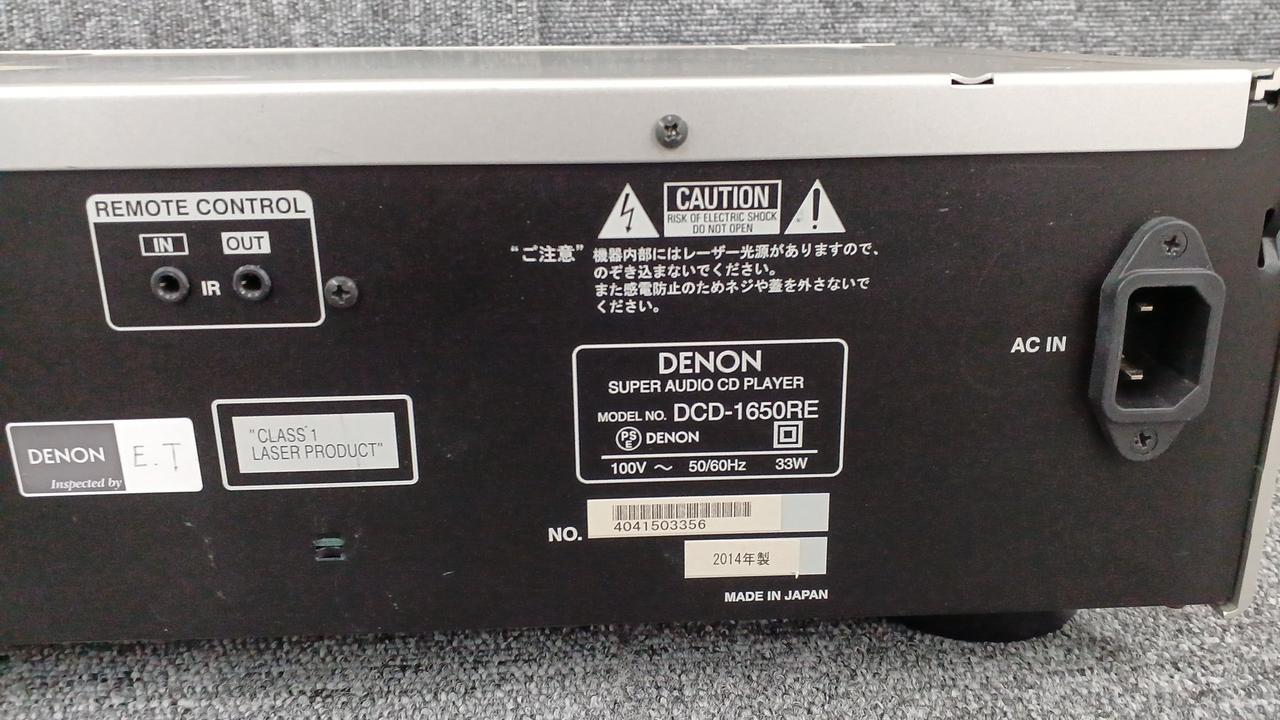 REMOTE CONTROL
IN
OUT
IR
CAUTION
RISK OF ELECTRIC SHOCK
DO NOT OPEN
"ご注意" 機器内部にはレーザー光源がありますので、
のぞき込まないでください。
また感電防止のためネジや蓋を外さないで
ください。
AC IN
DENON
SUPER AUDIO CD PLAYER
MODEL NO. DCD-1650RE
PSE DENON
100V ~ 50/60Hz 33W
DENON
E.T
Inspected by
"CLASS 1
LASER PRODUCT"
NO.
4041503356
2014年製
MADE IN JAPAN